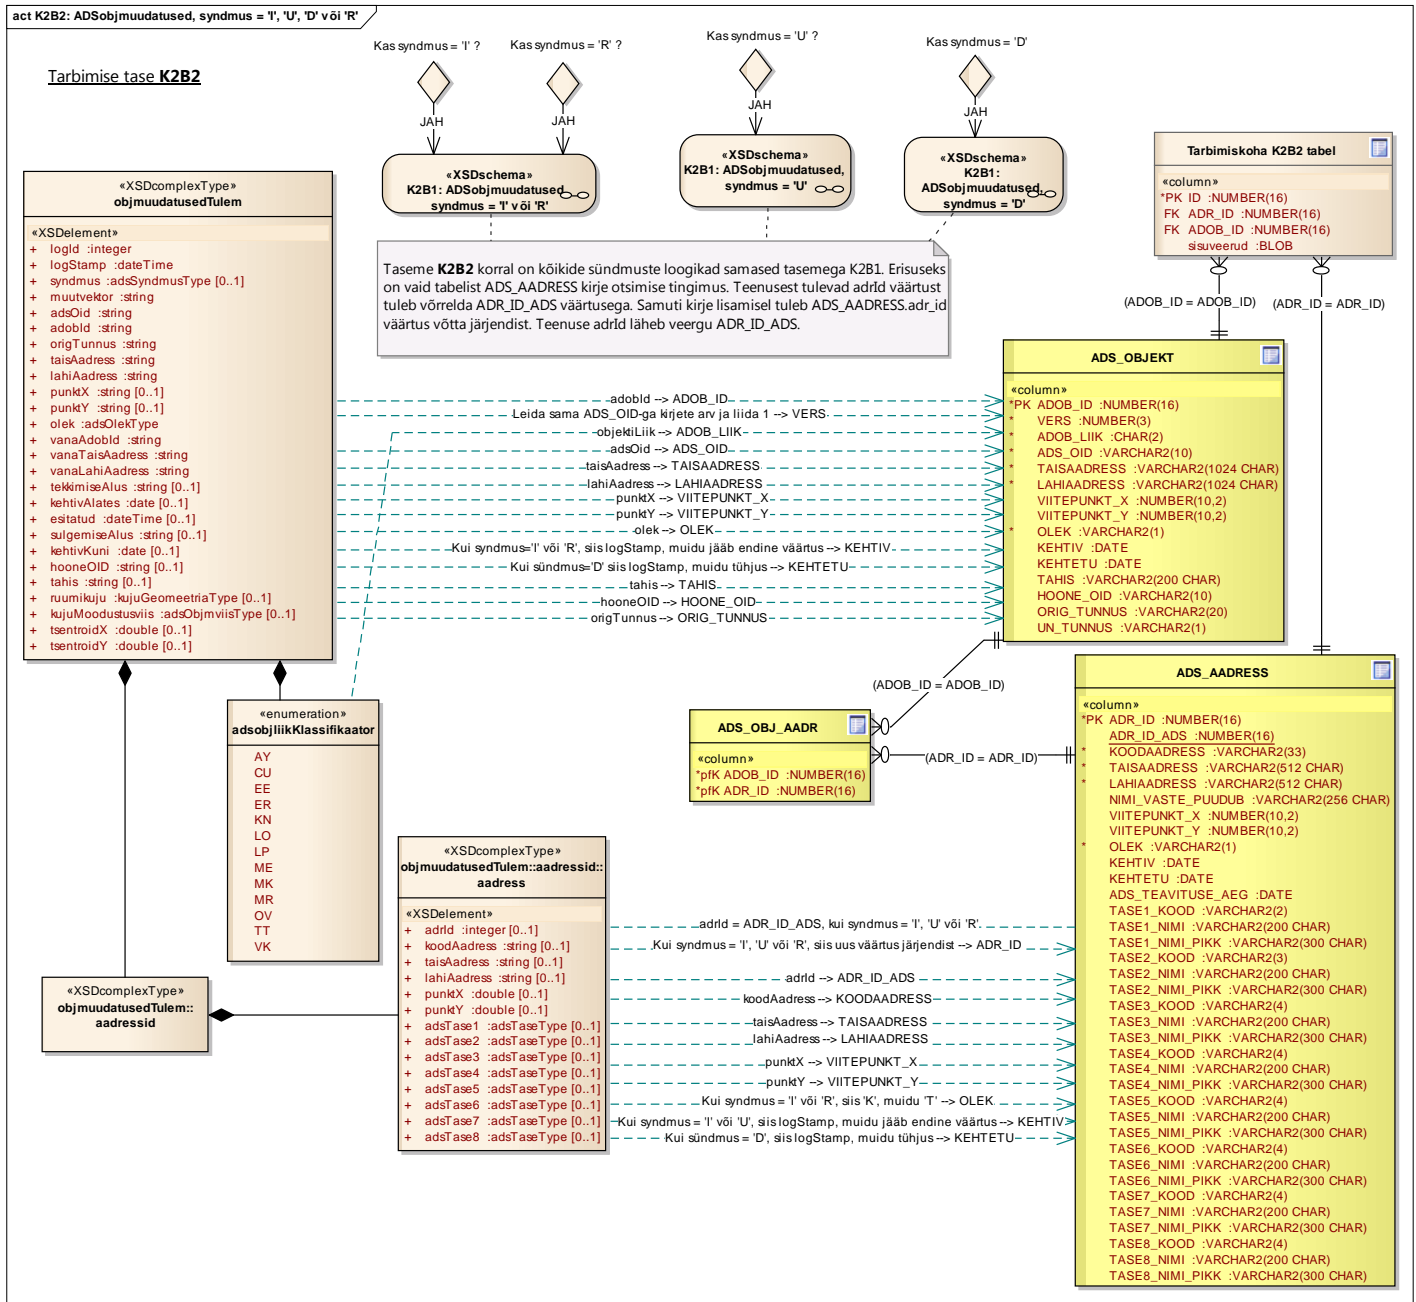 act K2B2: ADSobjmuudatused, syndmus = 'I', 'U', 'D' või 'R'
Tarbimise tase K2B2
Kas syndmus = 'I' ?
Kas syndmus = 'R' ?
Kas syndmus = 'U' ?
Kas syndmus = 'D'
JAH
JAH
JAH
JAH
«XSDschema»
K2B1: ADSobjmuudatused,
syndmus = 'I' või 'R'
«XSDschema»
K2B1: ADSobjmuudatused,
syndmus = 'U'
«XSDschema»
K2B1:
ADSobjmuudatused,
syndmus = 'D'
Taseme K2B2 korral on kõikide sündmuste loogikad samased tasemega K2B1. Erisuseks
on vaid tabelist ADS_AADRESS kirje otsimise tingimus. Teenusest tulevad adrId väärtust
tuleb võrrelda ADR_ID_ADS väärtusega. Samuti kirje lisamisel tuleb ADS_AADRESS.adr_id
väärtus võtta järjendist. Teenuse adrId läheb veergu ADR_ID_ADS.
Tarbimiskoha K2B2 tabel
«column»
*PK ID :NUMBER(16)
FK ADR_ID :NUMBER(16)
FK ADOB_ID :NUMBER(16)
sisuveerud :BLOB
(ADOB_ID = ADOB_ID)
(ADR_ID = ADR_ID)
«XSDcomplexType»
objmuudatusedTulem
«XSDelement»
+ logId :integer
+ logStamp :dateTime
+ syndmus :adsSyndmusType [0..1]
+ muutvektor :string
+ adsOid :string
+ adobId :string
+ origTunnus :string
+ taisAadress :string
+ lahiAadress :string
+ punktX :string [0..1]
+ punktY :string [0..1]
+ olek :adsOlekType
+ vanaAdobId :string
+ vanaTaisAadress :string
+ vanaLahiAadress :string
+ tekkimiseAlus :string [0..1]
+ kehtivAlates :date [0..1]
+ esitatud :dateTime [0..1]
+ sulgemiseAlus :string [0..1]
+ kehtivKuni :date [0..1]
+ hooneOID :string [0..1]
+ tahis :string [0..1]
+ ruumikuju :kujuGeomeetriaType [0..1]
+ kujuMoodustusviis :adsObjmviisType [0..1]
+ tsentroidX :double [0..1]
+ tsentroidY :double [0..1]
adobId --> ADOB_ID
Leida sama ADS_OID-ga kirjete arv ja liida 1 --> VERS
objektiLiik --> ADOB_LIIK
adsOid --> ADS_OID
taisAadress --> TAISAADRESS
lahiAadress --> LAHIAADRESS
punktX --> VIITEPUNKT_X
punktY --> VIITEPUNKT_Y
olek --> OLEK
Kui syndmus='I' või 'R', siis logStamp, muidu jääb endine väärtus --> KEHTIV
Kui sündmus='D' siis logStamp, muidu tühjus --> KEHTETU
tahis --> TAHIS
hooneOID --> HOONE_OID
origTunnus --> ORIG_TUNNUS
ADS_OBJEKT
«column»
*PK ADOB_ID :NUMBER(16)
* VERS :NUMBER(3)
* ADOB_LIIK :CHAR(2)
* ADS_OID :VARCHAR2(10)
* TAISAADRESS :VARCHAR2(1024 CHAR)
* LAHIAADRESS :VARCHAR2(1024 CHAR)
VIITEPUNKT_X :NUMBER(10,2)
VIITEPUNKT_Y :NUMBER(10,2)
* OLEK :VARCHAR2(1)
KEHTIV :DATE
KEHTETU :DATE
TAHIS :VARCHAR2(200 CHAR)
HOONE_OID :VARCHAR2(10)
ORIG_TUNNUS :VARCHAR2(20)
UN_TUNNUS :VARCHAR2(1)
(ADOB_ID = ADOB_ID)
(ADR_ID = ADR_ID)
ADS_OBJ_AADR
«column»
*pfK ADOB_ID :NUMBER(16)
*pfK ADR_ID :NUMBER(16)
«enumeration»
adsobjliikKlassifikaator
AY
CU
EE
ER
KN
LO
LP
ME
MK
MR
OV
TT
VK
«XSDcomplexType»
objmuudatusedTulem::
aadressid
«XSDcomplexType»
objmuudatusedTulem::aadressid::
aadress
«XSDelement»
+ adrId :integer [0..1]
+ koodAadress :string [0..1]
+ taisAadress :string [0..1]
+ lahiAadress :string [0..1]
+ punktX :double [0..1]
+ punktY :double [0..1]
+ adsTase1 :adsTaseType [0..1]
+ adsTase2 :adsTaseType [0..1]
+ adsTase3 :adsTaseType [0..1]
+ adsTase4 :adsTaseType [0..1]
+ adsTase5 :adsTaseType [0..1]
+ adsTase6 :adsTaseType [0..1]
+ adsTase7 :adsTaseType [0..1]
+ adsTase8 :adsTaseType [0..1]
adrId = ADR_ID_ADS, kui syndmus = 'I', 'U' või 'R'
Kui syndmus = 'I', 'U' või 'R', siis uus väärtus järjendist --> ADR_ID
adrId --> ADR_ID_ADS
koodAadress --> KOODAADRESS
taisAadress --> TAISAADRESS
lahiAadress --> LAHIAADRESS
punktX --> VIITEPUNKT_X
punktY --> VIITEPUNKT_Y
Kui syndmus = 'I' või 'R', siis 'K', muidu 'T' --> OLEK
Kui syndmus = 'I' või 'U', siis logStamp, muidu jääb endine väärtus --> KEHTIV
Kui sündmus = 'D', siis logStamp, muidu tühjus --> KEHTETU
ADS_AADRESS
«column»
*PK ADR_ID :NUMBER(16)
ADR_ID_ADS :NUMBER(16)
* KOODAADRESS :VARCHAR2(33)
* TAISAADRESS :VARCHAR2(512 CHAR)
* LAHIAADRESS :VARCHAR2(512 CHAR)
NIMI_VASTE_PUUDUB :VARCHAR2(256 CHAR)
VIITEPUNKT_X :NUMBER(10,2)
VIITEPUNKT_Y :NUMBER(10,2)
* OLEK :VARCHAR2(1)
KEHTIV :DATE
KEHTETU :DATE
ADS_TEAVITUSE_AEG :DATE
TASE1_KOOD :VARCHAR2(2)
TASE1_NIMI :VARCHAR2(200 CHAR)
TASE1_NIMI_PIKK :VARCHAR2(300 CHAR)
TASE2_KOOD :VARCHAR2(3)
TASE2_NIMI :VARCHAR2(200 CHAR)
TASE2_NIMI_PIKK :VARCHAR2(300 CHAR)
TASE3_KOOD :VARCHAR2(4)
TASE3_NIMI :VARCHAR2(200 CHAR)
TASE3_NIMI_PIKK :VARCHAR2(300 CHAR)
TASE4_KOOD :VARCHAR2(4)
TASE4_NIMI :VARCHAR2(200 CHAR)
TASE4_NIMI_PIKK :VARCHAR2(300 CHAR)
TASE5_KOOD :VARCHAR2(4)
TASE5_NIMI :VARCHAR2(200 CHAR)
TASE5_NIMI_PIKK :VARCHAR2(300 CHAR)
TASE6_KOOD :VARCHAR2(4)
TASE6_NIMI :VARCHAR2(200 CHAR)
TASE6_NIMI_PIKK :VARCHAR2(300 CHAR)
TASE7_KOOD :VARCHAR2(4)
TASE7_NIMI :VARCHAR2(200 CHAR)
TASE7_NIMI_PIKK :VARCHAR2(300 CHAR)
TASE8_KOOD :VARCHAR2(4)
TASE8_NIMI :VARCHAR2(200 CHAR)
TASE8_NIMI_PIKK :VARCHAR2(300 CHAR)